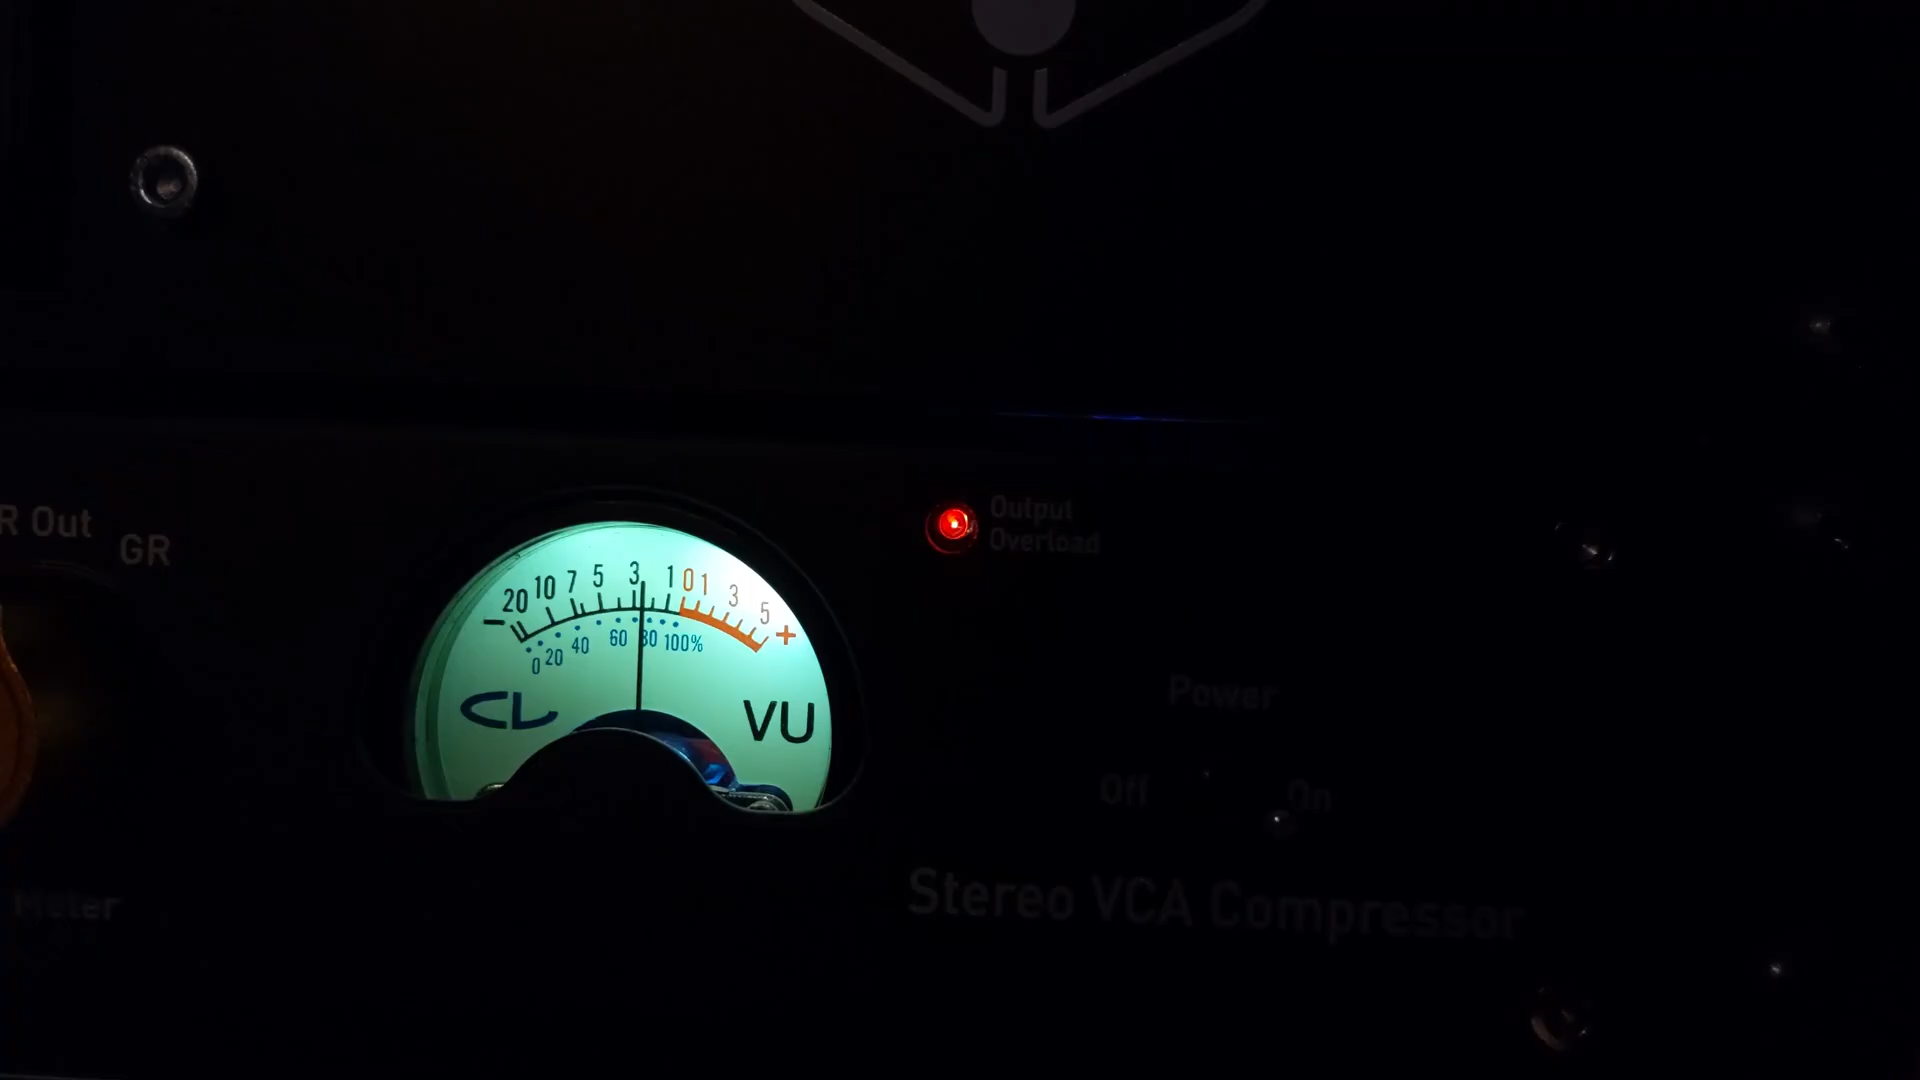 R Out
GR
Output
Overload
20 10 7 5 3 1 0 1 3 5
− +
0 20 40 60 80 100%
CL
VU
Power
Off
On
Meter
Stereo VCA Compressor